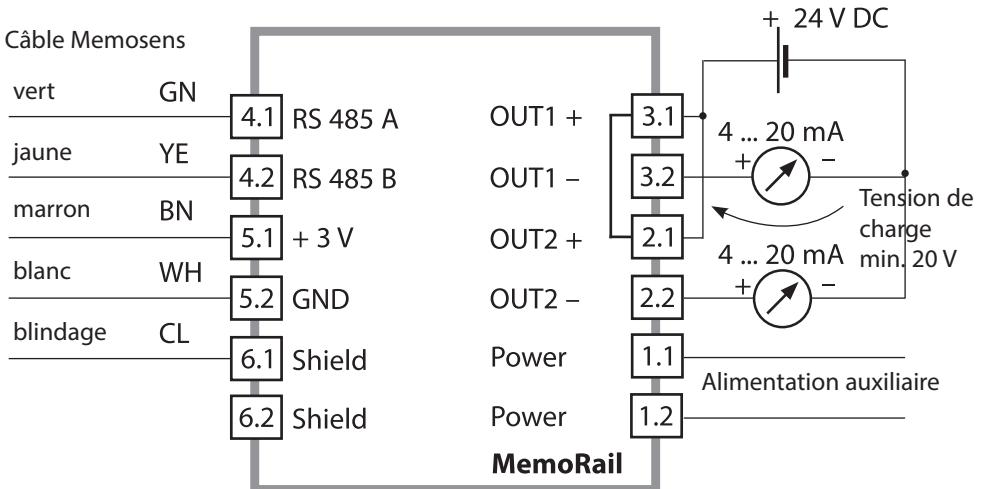 + 24 V DC
Câble Memosens
vert GN
4.1 RS 485 A
OUT1 + 3.1
4 ... 20 mA
+ –
jaune YE
4.2 RS 485 B
OUT1 – 3.2
Tension de
charge
min. 20 V
marron BN
5.1 + 3 V
OUT2 + 2.1
4 ... 20 mA
+ –
blanc WH
5.2 GND
OUT2 – 2.2
blindage CL
6.1 Shield
Power 1.1
Alimentation auxiliaire
6.2 Shield
Power 1.2
MemoRail